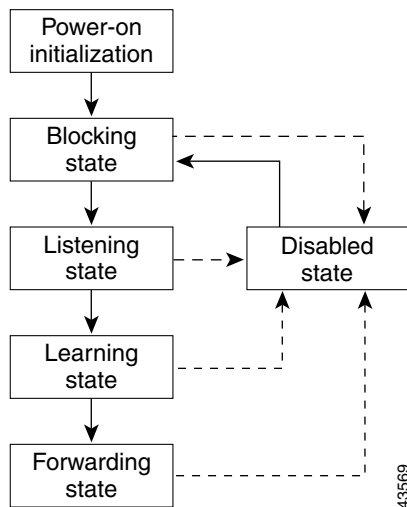 Power-on
initialization
Blocking
state
Listening
state
Disabled
state
Learning
state
Forwarding
state
43569